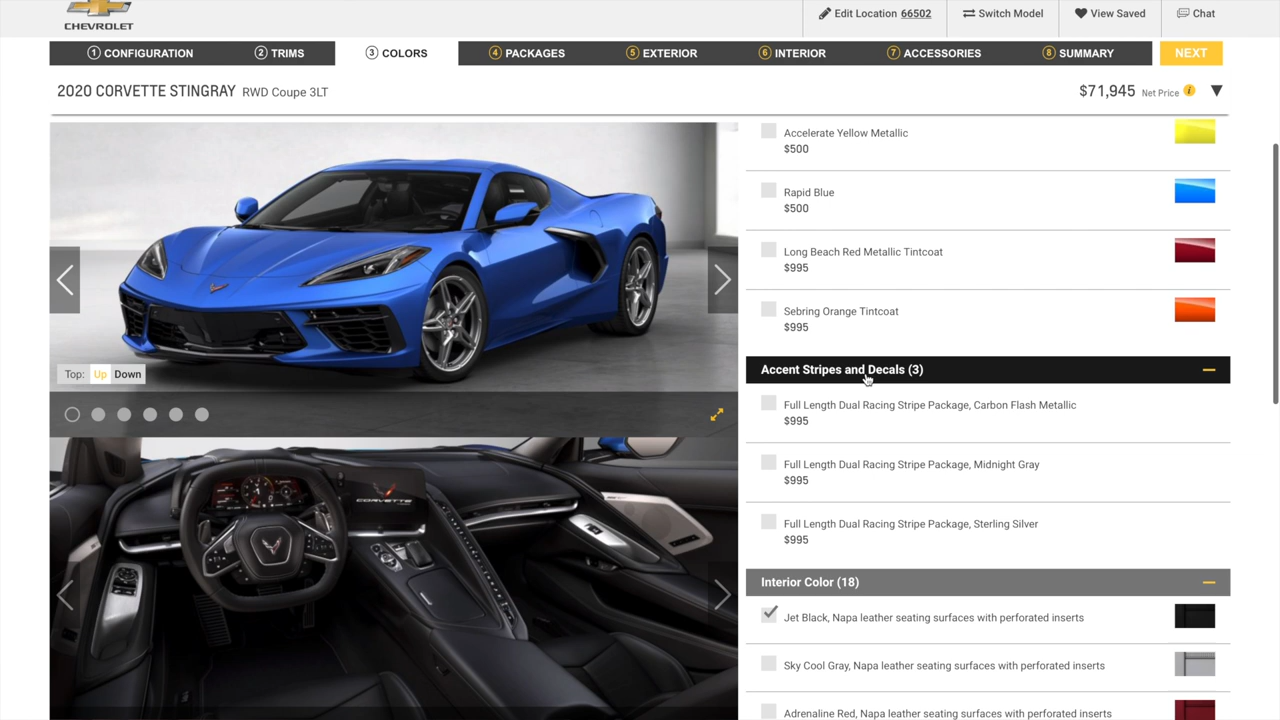 CHEVROLET
Edit Location 66502
Switch Model
View Saved
Chat
1 CONFIGURATION
2 TRIMS
3 COLORS
4 PACKAGES
5 EXTERIOR
6 INTERIOR
7 ACCESSORIES
8 SUMMARY
NEXT
2020 CORVETTE STINGRAY RWD Coupe 3LT
$71,945 Net Price i
Top: Up Down
CORVETTE
Accelerate Yellow Metallic
$500
Rapid Blue
$500
Long Beach Red Metallic Tintcoat
$995
Sebring Orange Tintcoat
$995
Accent Stripes and Decals (3)
Full Length Dual Racing Stripe Package, Carbon Flash Metallic
$995
Full Length Dual Racing Stripe Package, Midnight Gray
$995
Full Length Dual Racing Stripe Package, Sterling Silver
$995
Interior Color (18)
Jet Black, Napa leather seating surfaces with perforated inserts
Sky Cool Gray, Napa leather seating surfaces with perforated inserts
Adrenaline Red, Napa leather seating surfaces with perforated inserts